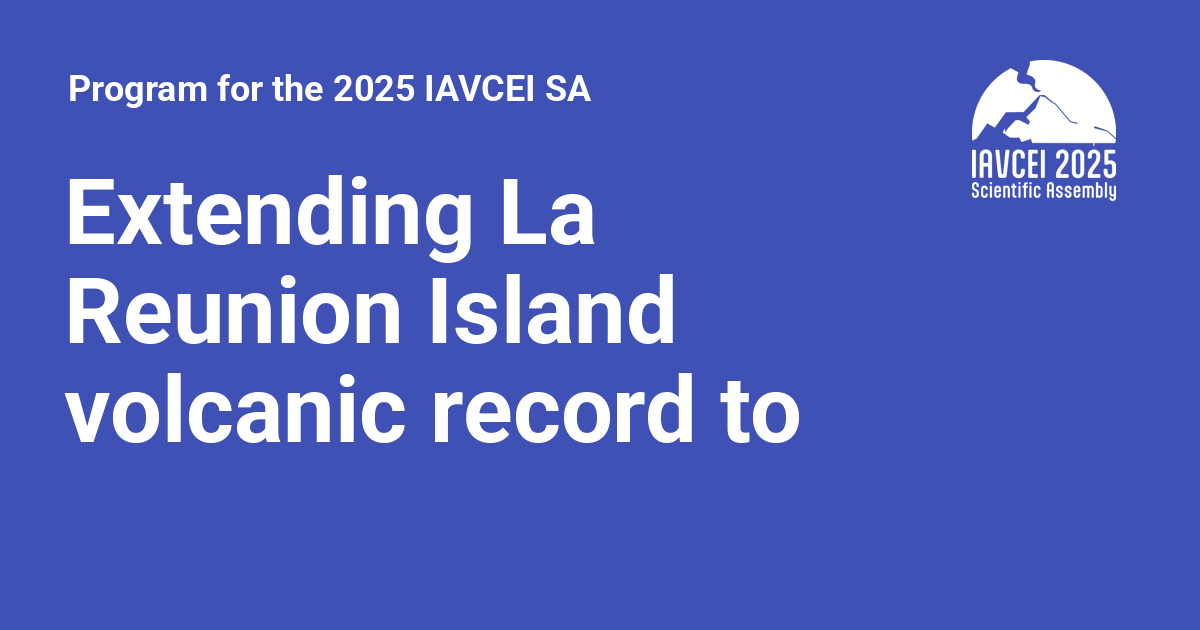 Program for the 2025 IAVCEI SA
IAVCEI 2025
Scientific Assembly
Extending La
Reunion Island
volcanic record to